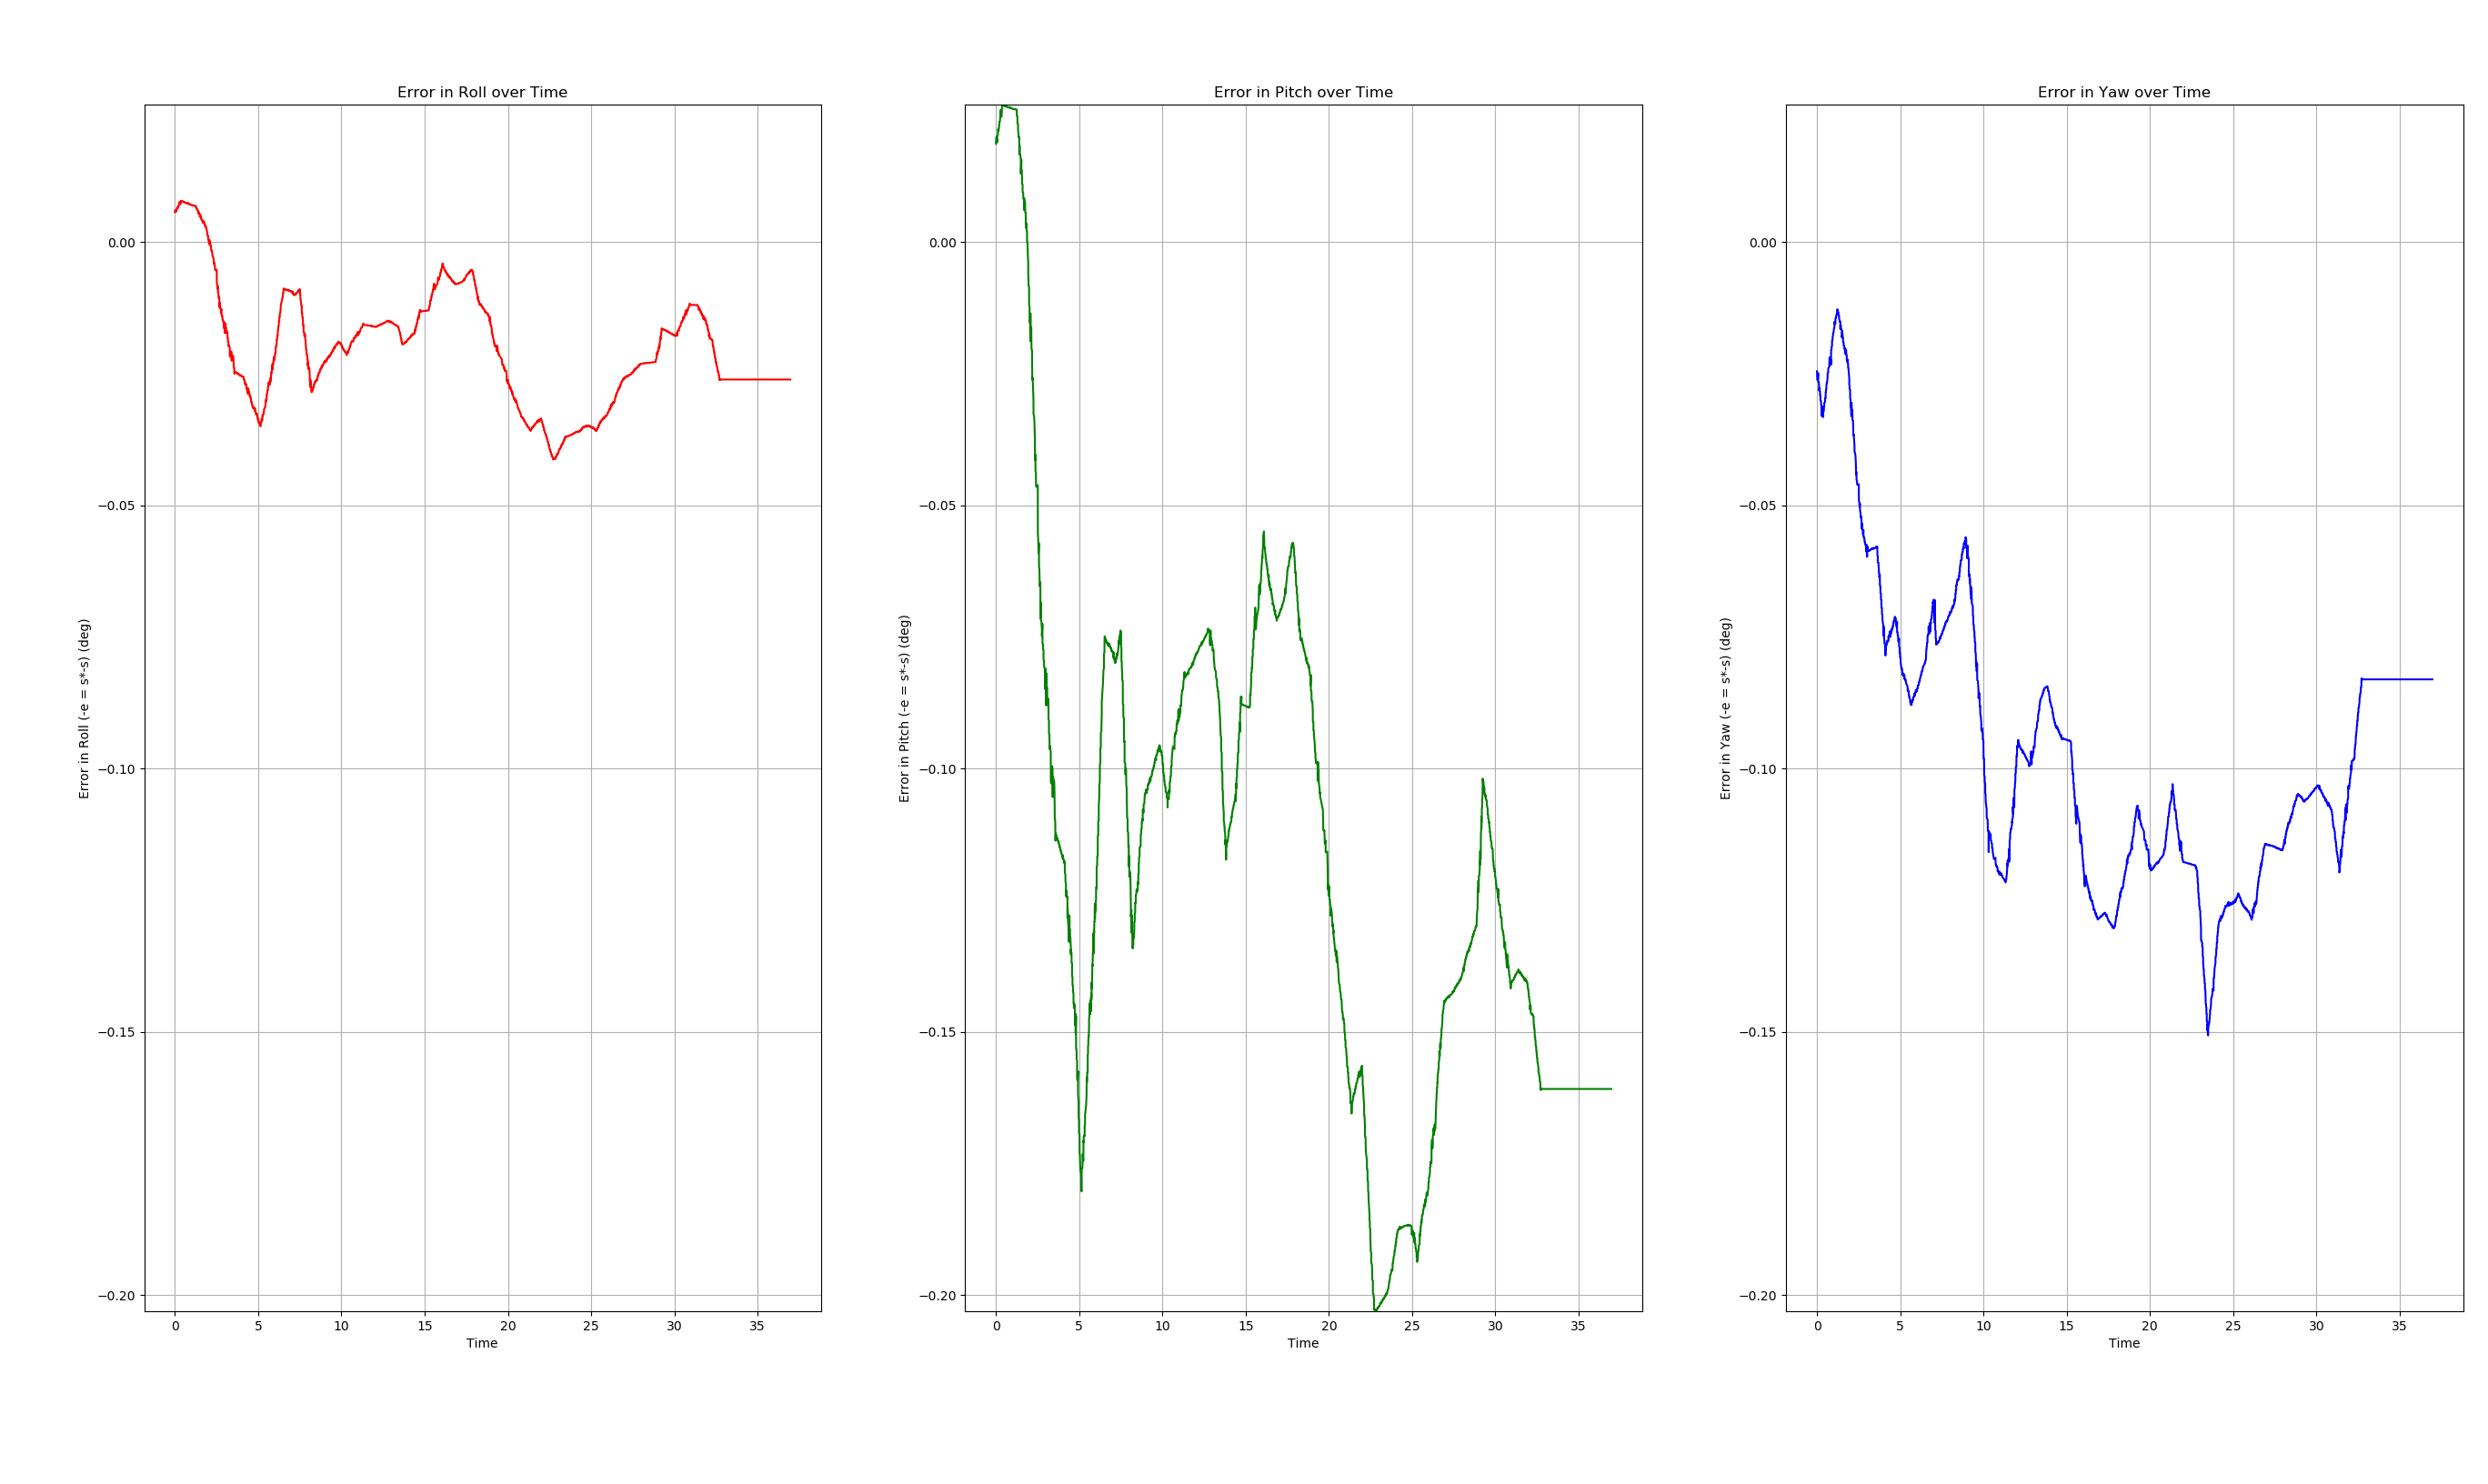 Error in Roll over Time
Error in Roll (-e = s*-s) (deg)
0.00
−0.05
−0.10
−0.15
−0.20
0 5 10 15 20 25 30 35
Time
Error in Pitch over Time
Error in Pitch (-e = s*-s) (deg)
0.00
−0.05
−0.10
−0.15
−0.20
0 5 10 15 20 25 30 35
Time
Error in Yaw over Time
Error in Yaw (-e = s*-s) (deg)
0.00
−0.05
−0.10
−0.15
−0.20
0 5 10 15 20 25 30 35
Time